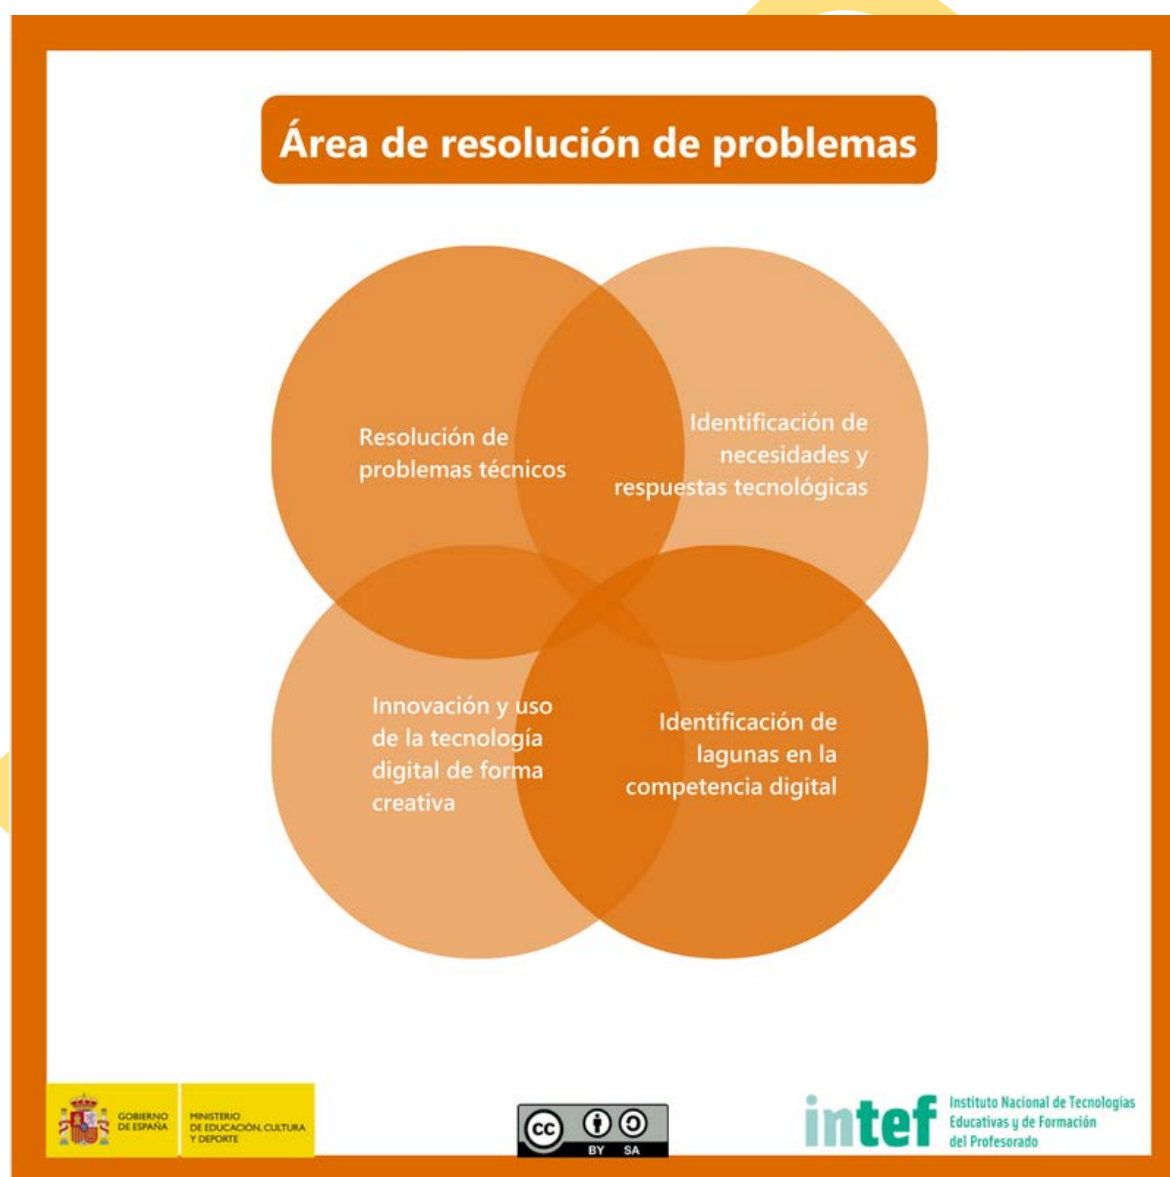 Área de resolución de problemas
Resolución de
problemas técnicos
Identificación de
necesidades y
respuestas tecnológicas
Innovación y uso
de la tecnología
digital de forma
creativa
Identificación de
lagunas en la
competencia digital
GOBIERNO
DE ESPAÑA
MINISTERIO
DE EDUCACIÓN, CULTURA
Y DEPORTE
cc
BY SA
intef
Instituto Nacional de Tecnologías
Educativas y de Formación
del Profesorado